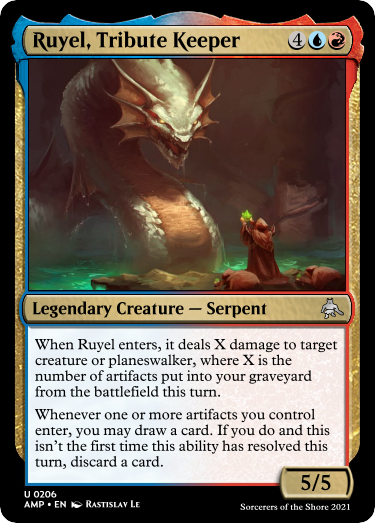 Ruyel, Tribute Keeper 4
Legendary Creature — Serpent
When Ruyel enters, it deals X damage to target
creature or planeswalker, where X is the
number of artifacts put into your graveyard
from the battlefield this turn.
Whenever one or more artifacts you control
enter, you may draw a card. If you do and this
isn't the first time this ability has resolved this
turn, discard a card.
5/5
U 0206
AMP • EN Rastislav Le
Sorcerers of the Shore 2021